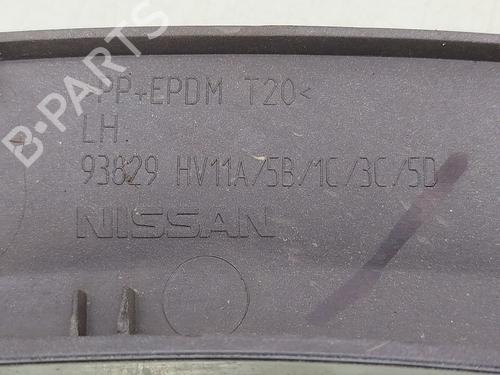 >PP+EPDM T20<
LH.
93829 HV11A/5B/1C/3C/5D
NISSAN
B-PARTS